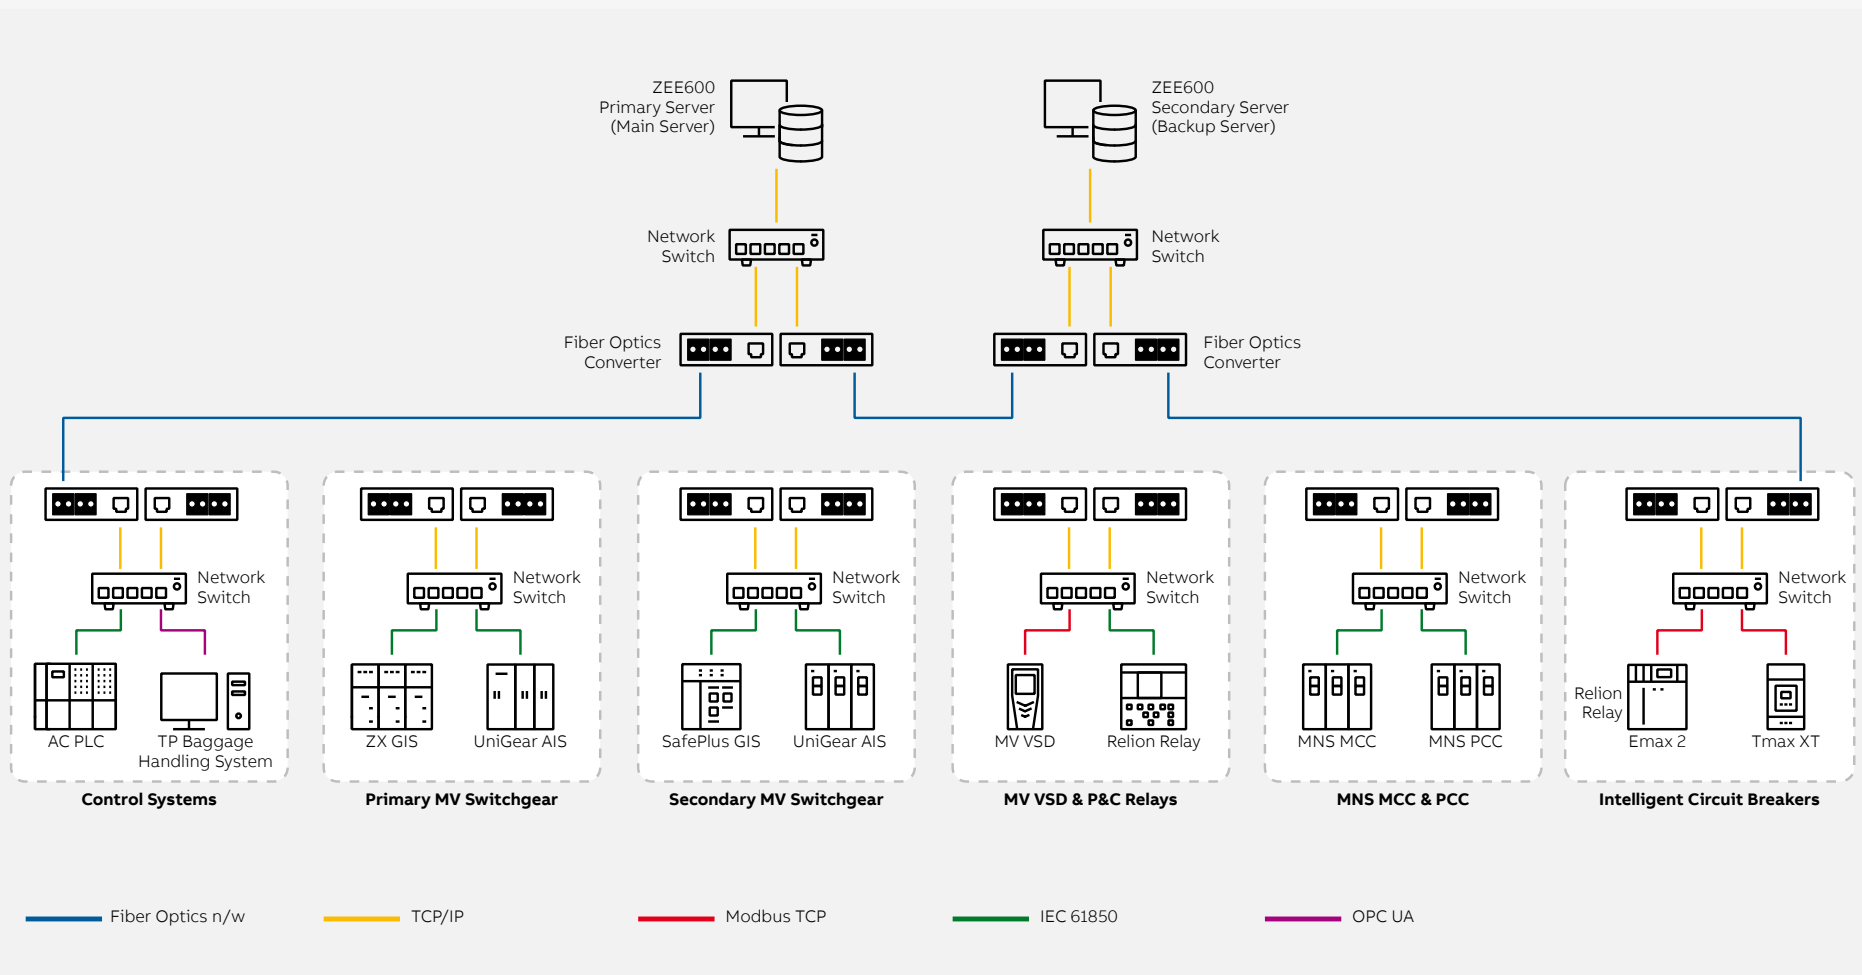 ZEE600
Primary Server
(Main Server)
ZEE600
Secondary Server
(Backup Server)
Network
Switch
Network
Switch
Fiber Optics
Converter
Fiber Optics
Converter
Network
Switch
AC PLC
TP Baggage
Handling System
Control Systems
Network
Switch
ZX GIS
UniGear AIS
Primary MV Switchgear
Network
Switch
SafePlus GIS
UniGear AIS
Secondary MV Switchgear
Network
Switch
MV VSD
Relion Relay
MV VSD & P&C Relays
Network
Switch
MNS MCC
MNS PCC
MNS MCC & PCC
Network
Switch
Relion
Relay
Emax 2
Tmax XT
Intelligent Circuit Breakers
Fiber Optics n/w
TCP/IP
Modbus TCP
IEC 61850
OPC UA